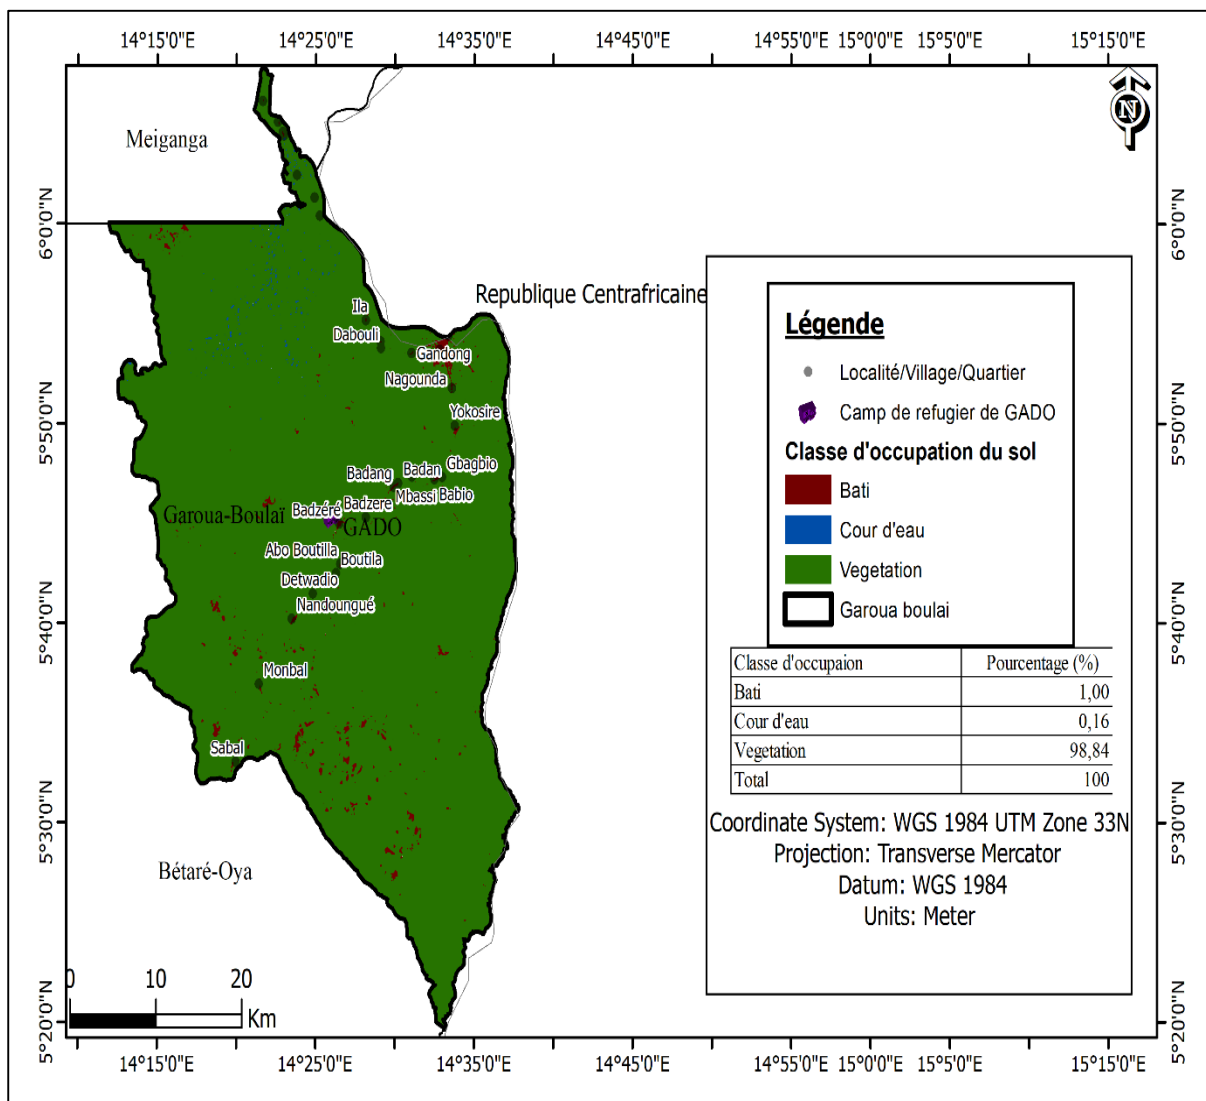 14°15'0"E 14°25'0"E 14°35'0"E 14°45'0"E 14°55'0"E 15°0'0"E 15°5'0"E 15°15'0"E
N
Meiganga
6°0'0"N 6°0'0"N
Republique Centrafricaine
Ila
Dabouli
Gandong
Nagounda
Yokosire
5°50'0"N 5°50'0"N
Gbagbio
Badan
Badang
Mbassi
Babio
Badzere
Badzéré
Garoua-Boulaï
GADO
Abo Boutilla
Boutila
Detwadio
Nandoungué
5°40'0"N 5°40'0"N
Monbal
Sabal
5°30'0"N 5°30'0"N
Bétaré-Oya
0 10 20
Km
5°20'0"N 5°20'0"N
14°15'0"E 14°25'0"E 14°35'0"E 14°45'0"E 14°55'0"E 15°0'0"E 15°5'0"E 15°15'0"E
Légende
Localité/Village/Quartier
Camp de refugier de GADO
Classe d'occupation du sol
Bati
Cour d'eau
Vegetation
Garoua boulai
Classe d'occupaion Pourcentage (%)
Bati 1,00
Cour d'eau 0,16
Vegetation 98,84
Total 100
Coordinate System: WGS 1984 UTM Zone 33N
Projection: Transverse Mercator
Datum: WGS 1984
Units: Meter